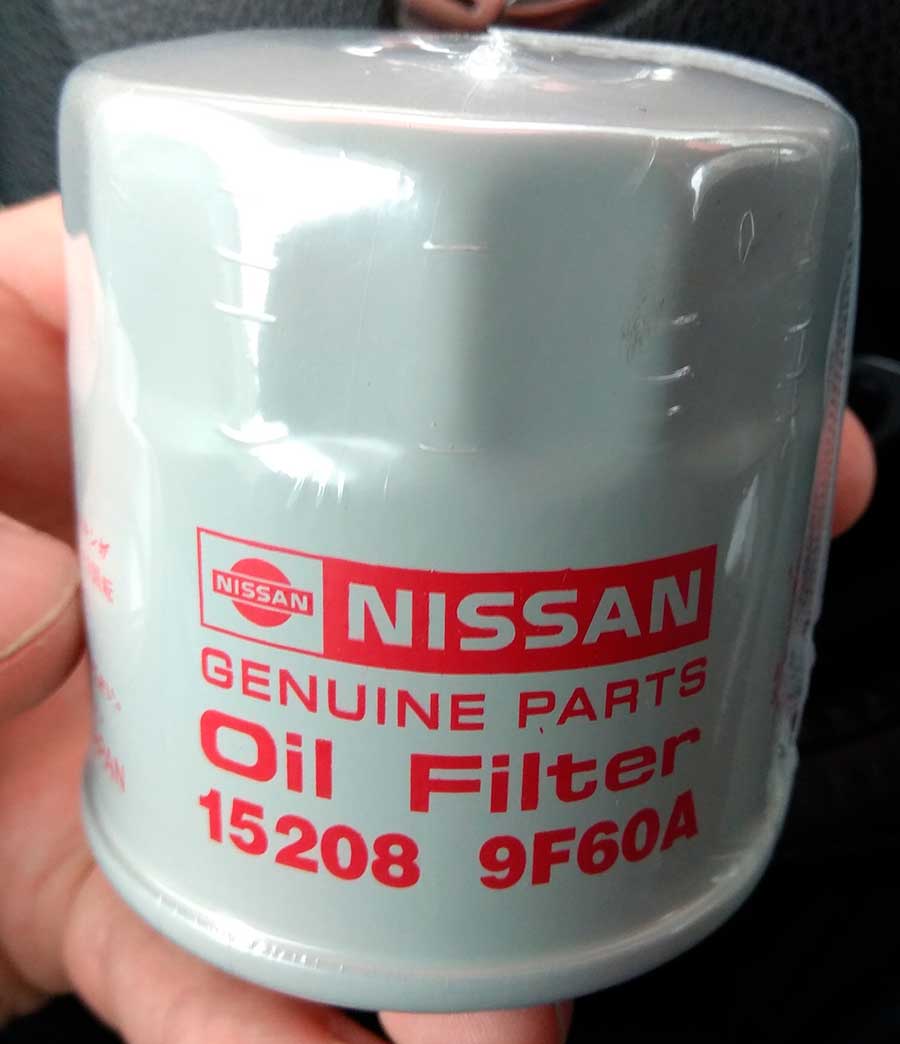 NISSAN
NISSAN
GENUINE PARTS
Oil Filter
15208 9F60A